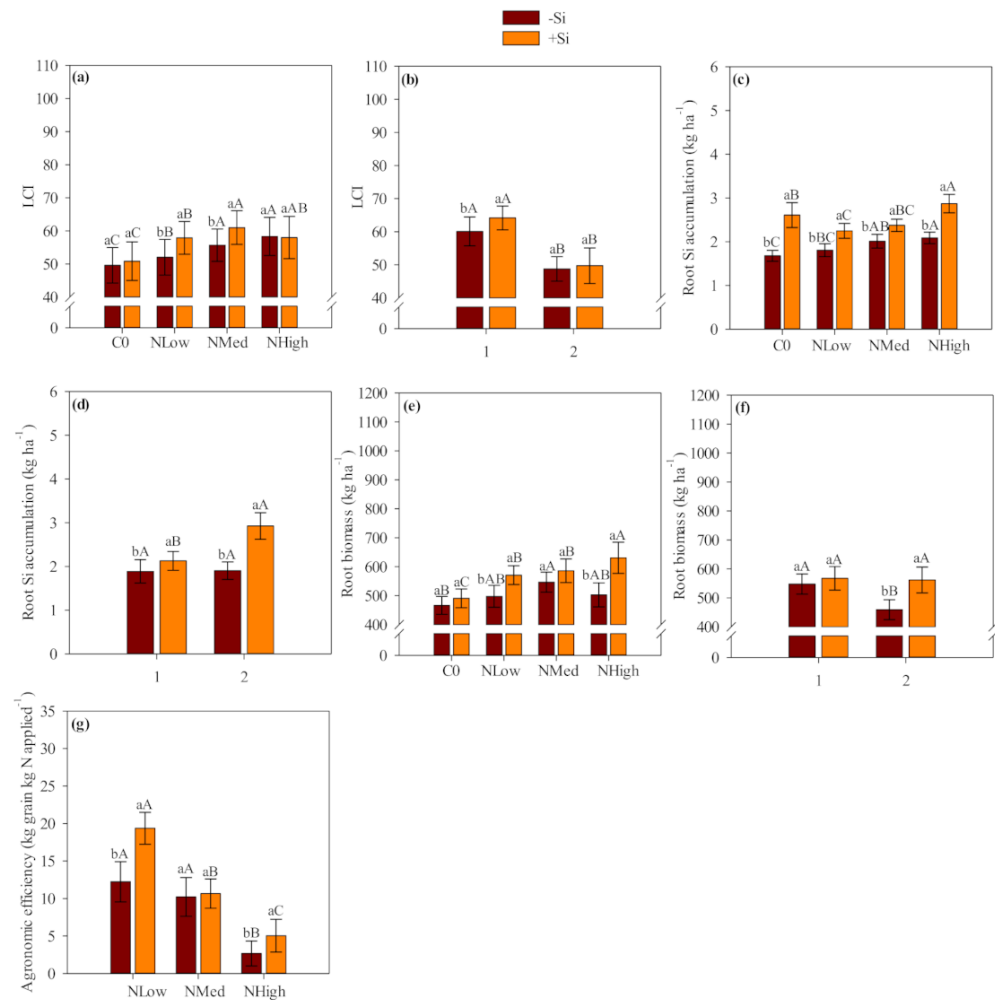 -Si
+Si
(a)
LCI
110
100
90
80
70
60
50
40
0
aC aC bB aB bA aA aA aAB
C0 NLow NMed NHigh
(b)
LCI
110
100
90
80
70
60
50
40
0
bA aA aB aB
1 2
(c)
Root Si accumulation (kg ha-1)
6
5
4
3
2
1
0
bC aB bBC aC bAB aBC bA aA
C0 NLow NMed NHigh
(d)
Root Si accumulation (kg ha-1)
6
5
4
3
2
1
0
bA aB bA aA
1 2
(e)
Root biomass (kg ha-1)
1200
1100
1000
900
800
700
600
500
400
0
aB aC bAB aB aA aB bAB aA
C0 NLow NMed NHigh
(f)
Root biomass (kg ha-1)
1200
1100
1000
900
800
700
600
500
400
0
aA aA bB aA
1 2
(g)
Agronomic efficiency (kg grain kg N applied-1)
35
30
25
20
15
10
5
0
bA aA aA aB bB aC
NLow NMed NHigh